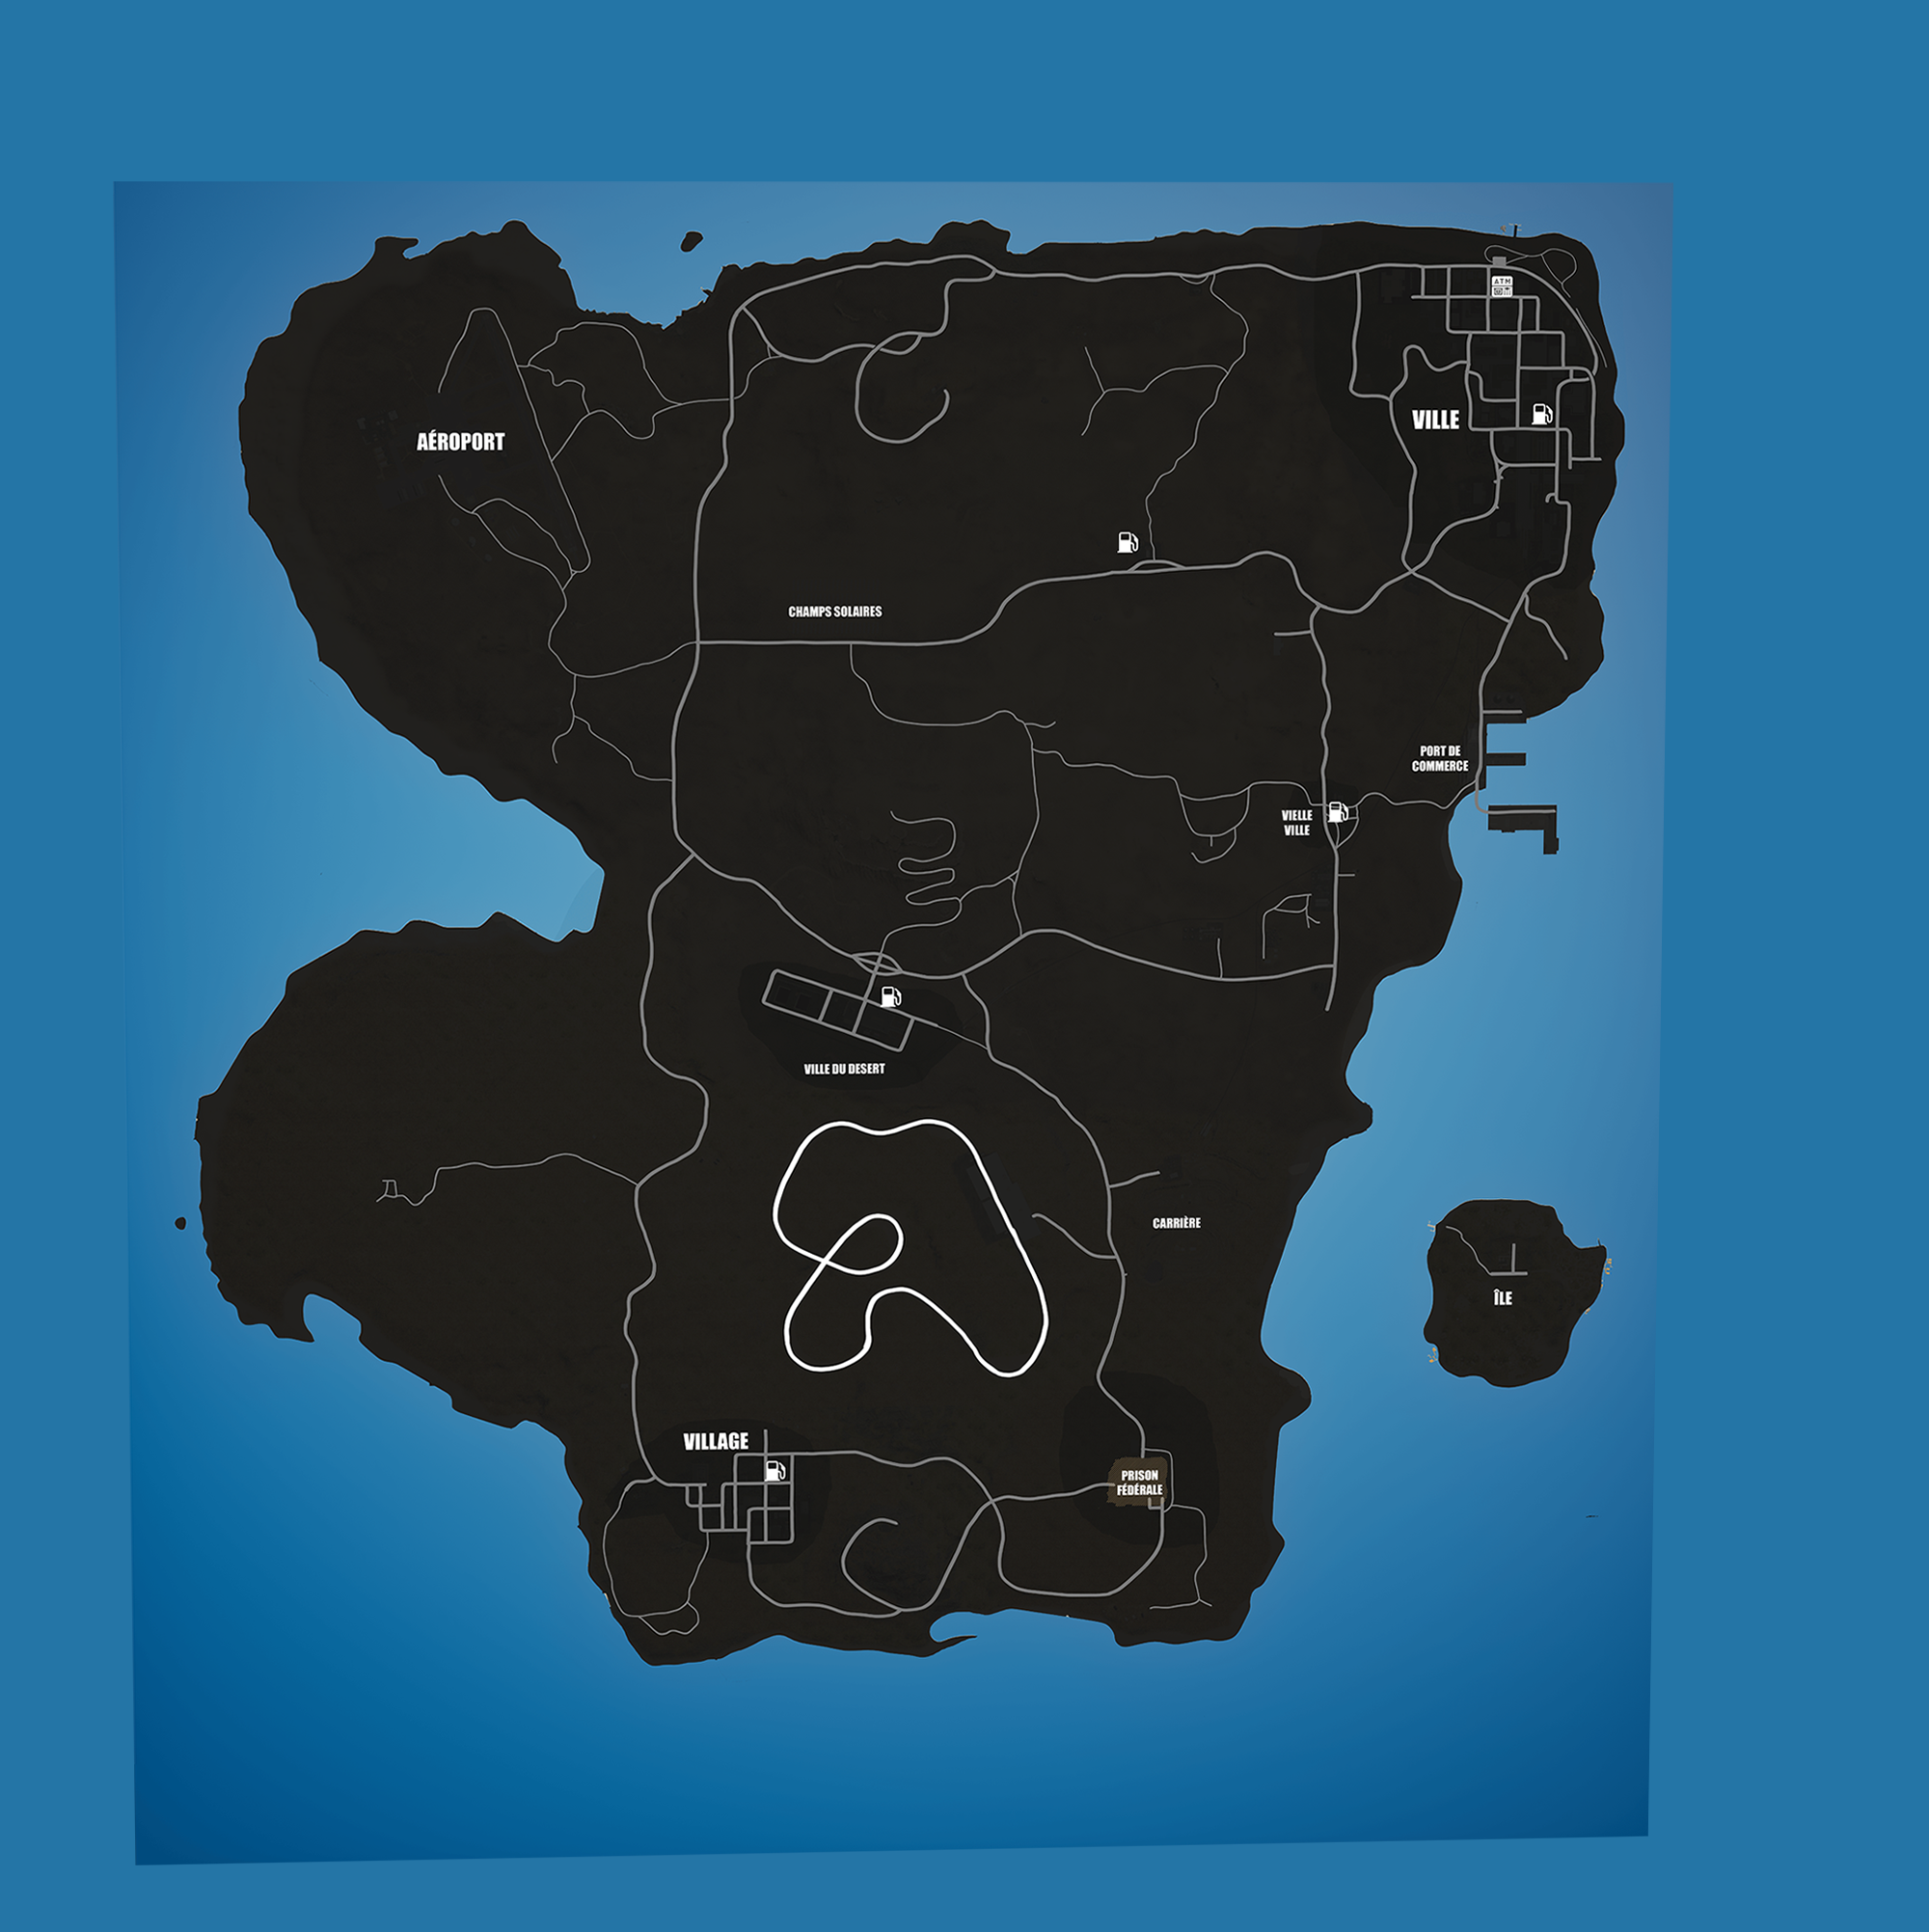 ATM
VILLE
AÉROPORT
CHAMPS SOLAIRES
PORT DE
COMMERCE
VIELLE
VILLE
VILLE DU DESERT
CARRIÈRE
ÎLE
VILLAGE
PRISON
FÉDÉRALE